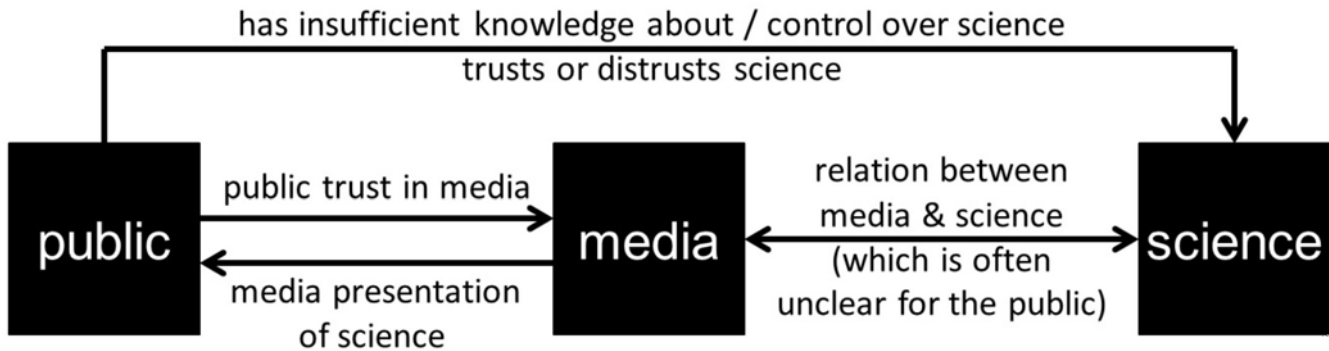 has insufficient knowledge about / control over science
trusts or distrusts science
public
public trust in media
media presentation
of science
media
relation between
media & science
(which is often
unclear for the public)
science